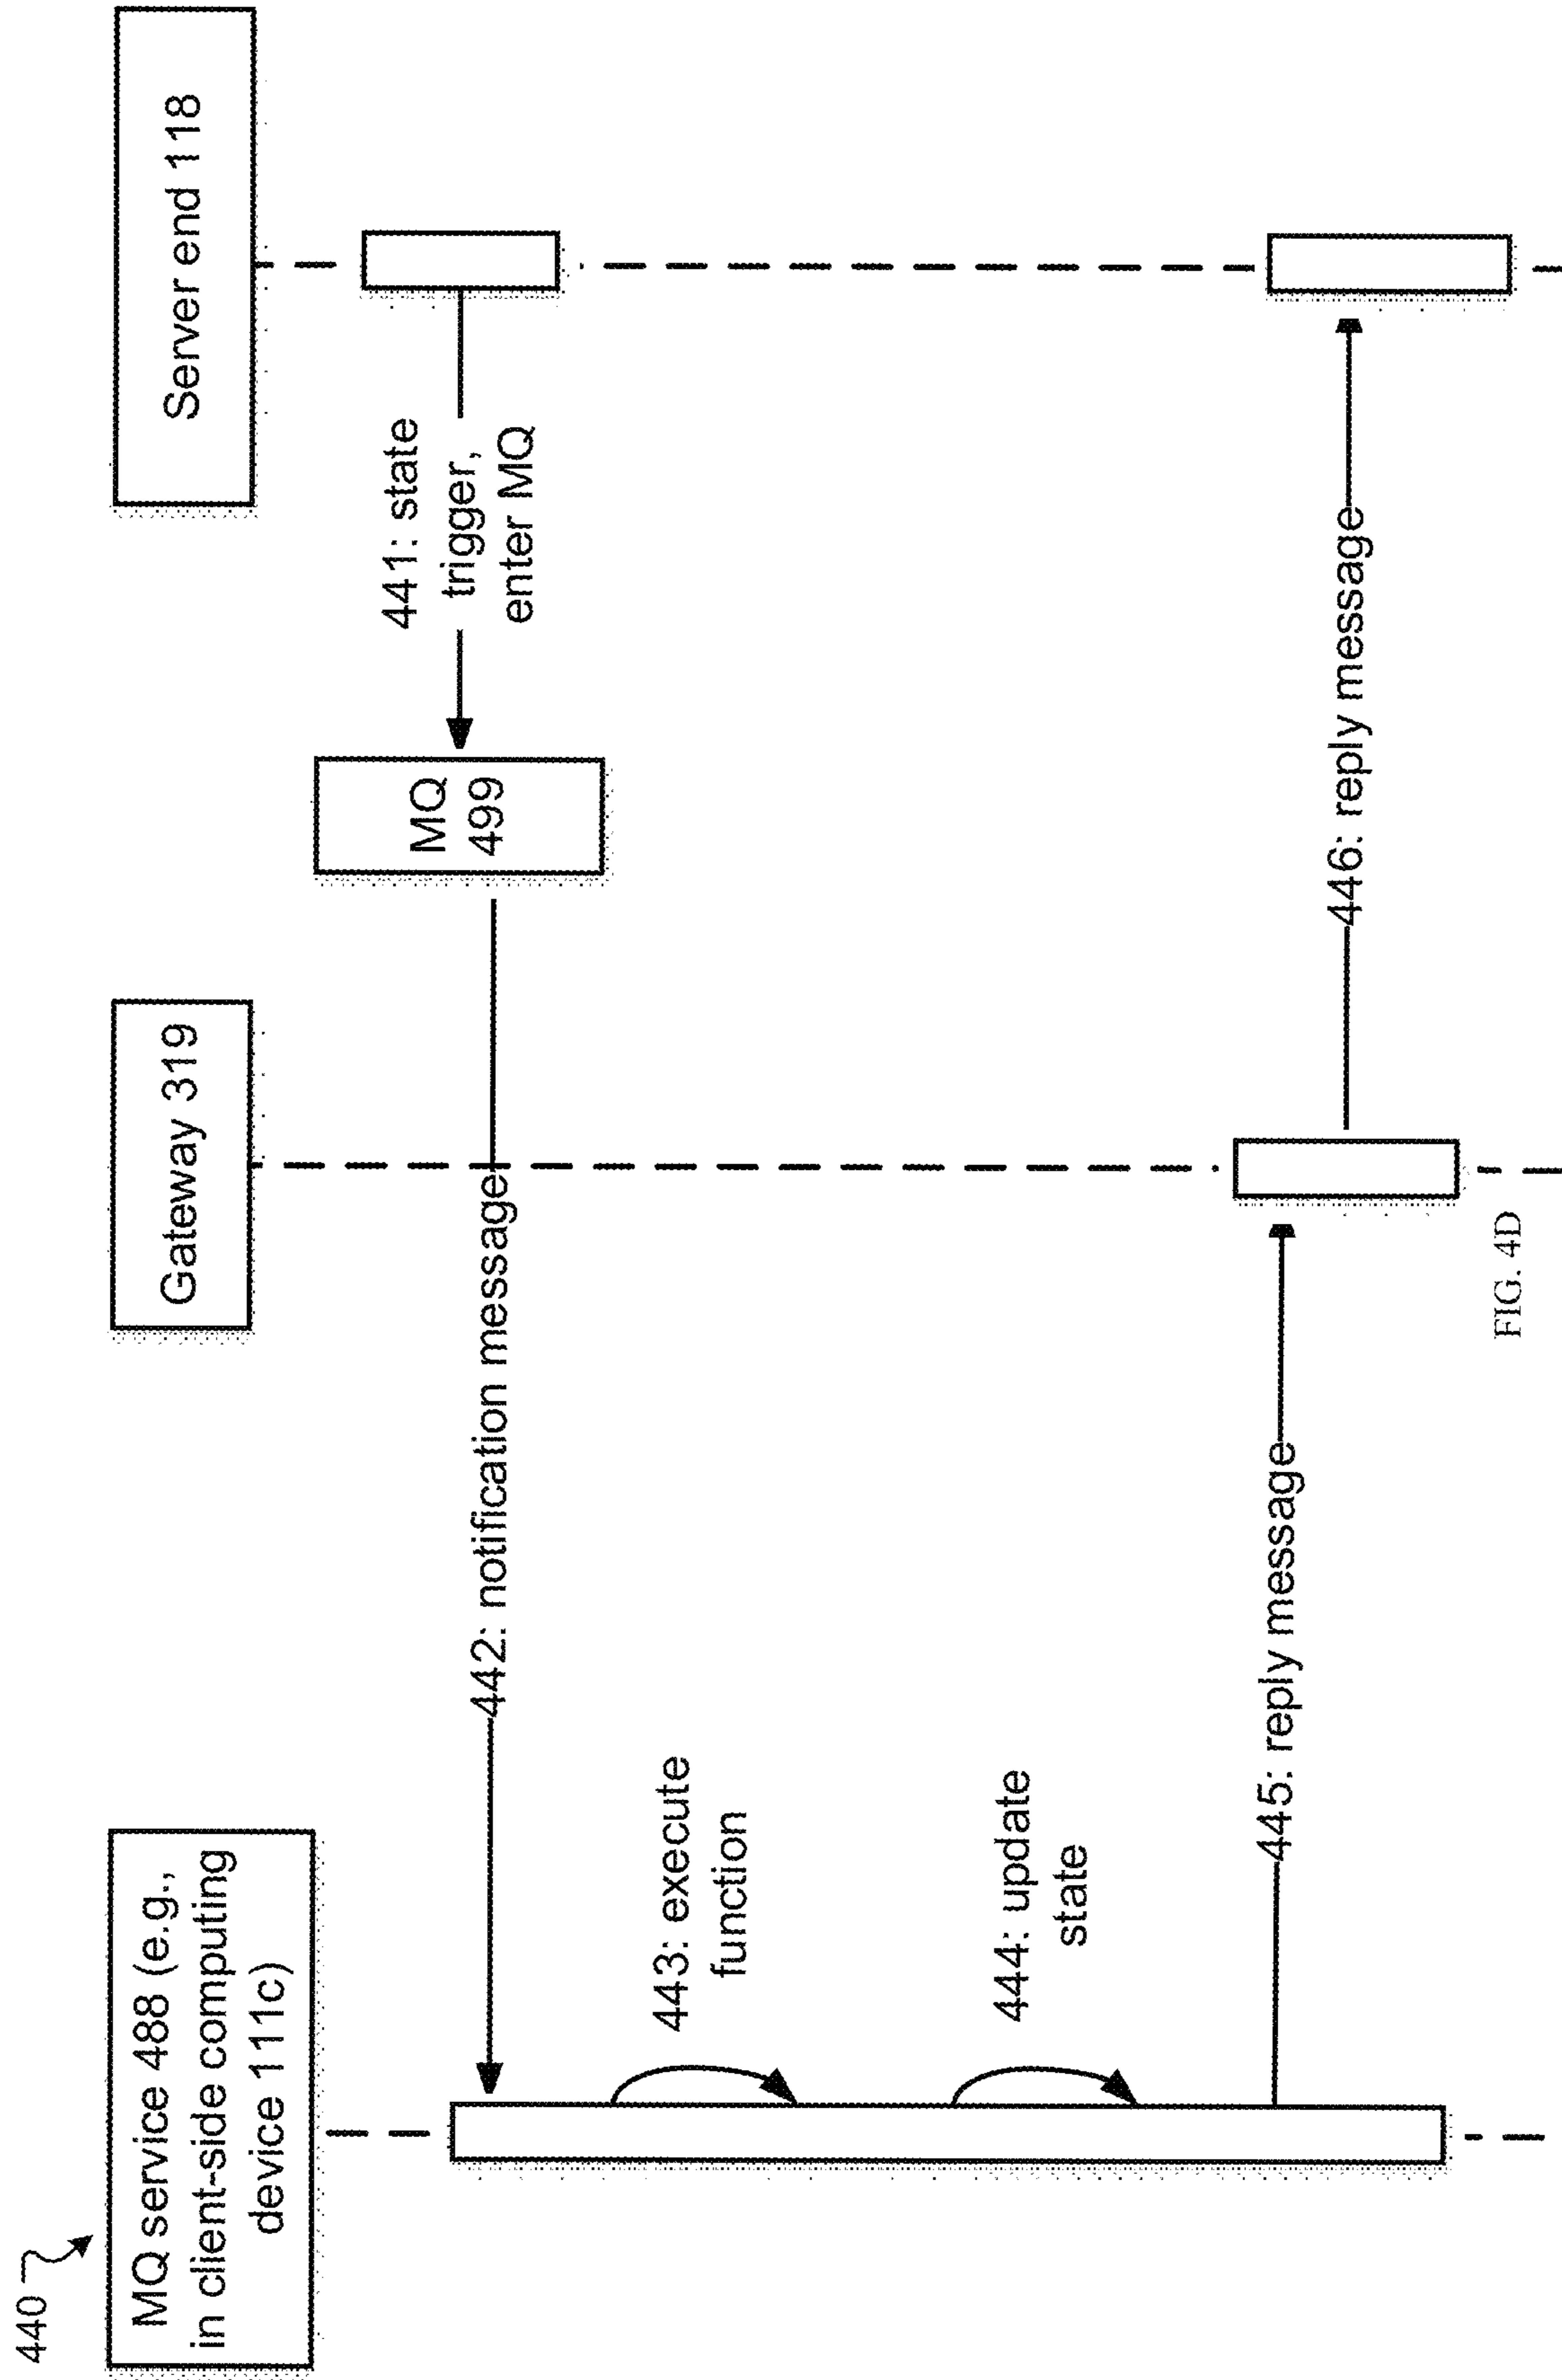 440
MQ service 488 (e.g.,
in client-side computing
device 111c)
Gateway 319
Server end 118
441: state
trigger,
enter MQ
MQ
499
442: notification message
443: execute
function
444: update
state
445: reply message
446: reply message
FIG. 4D